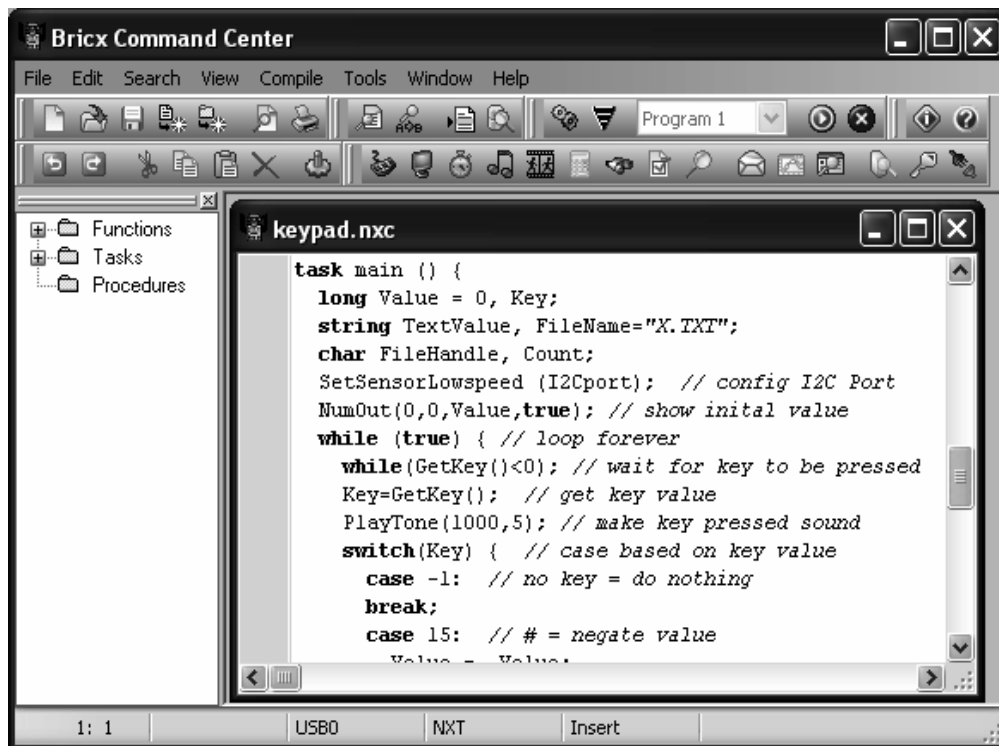 Bricx Command Center
File Edit Search View Compile Tools Window Help
Program 1
Functions
Tasks
Procedures
keypad.nxc
task main () {
long Value = 0, Key;
string TextValue, FileName="X.TXT";
char FileHandle, Count;
SetSensorLowspeed (I2Cport); // config I2C Port
NumOut(0,0,Value,true); // show inital value
while (true) { // loop forever
while(GetKey()<0); // wait for key to be pressed
Key=GetKey(); // get key value
PlayTone(1000,5); // make key pressed sound
switch(Key) { // case based on key value
case -1: // no key = do nothing
break;
case 15: // # = negate value
1: 1 USB0 NXT Insert